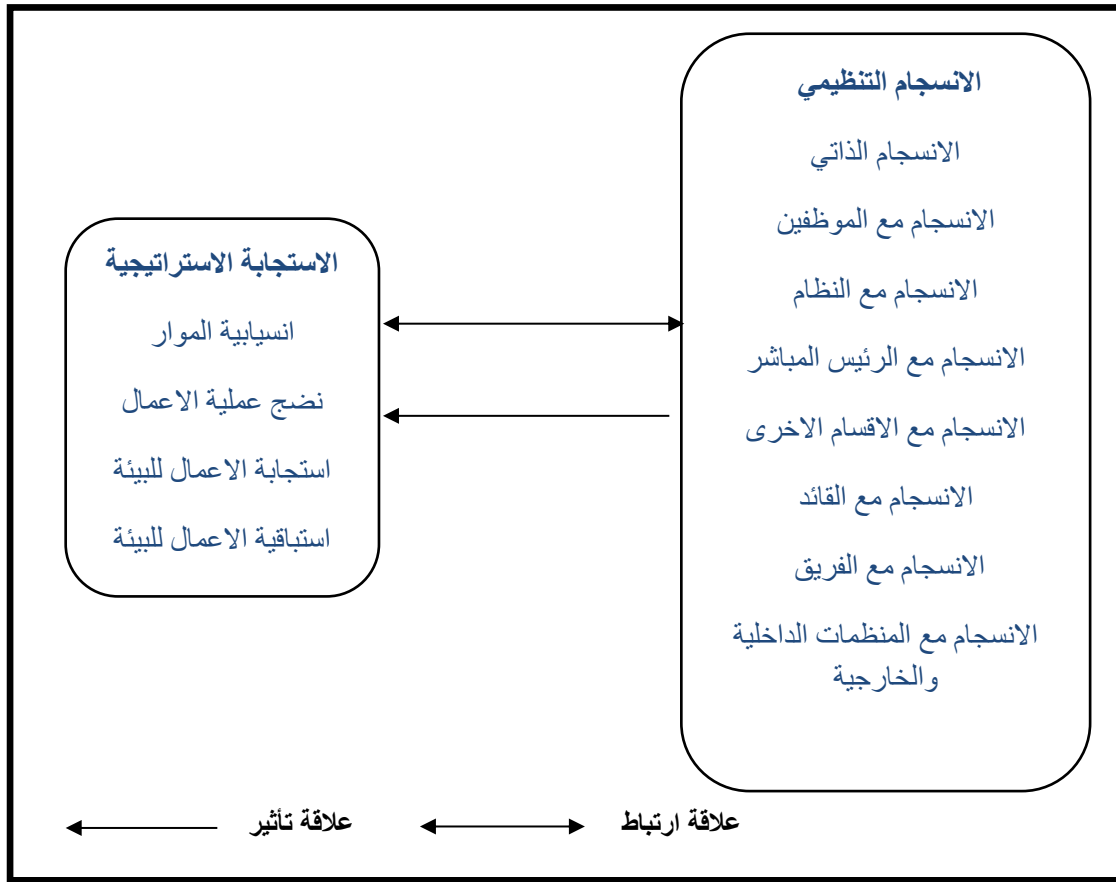 الانسجام التنظيمي
الانسجام الذاتي
الانسجام مع الموظفين
الانسجام مع النظام
الانسجام مع الرئيس المباشر
الانسجام مع الاقسام الاخرى
الانسجام مع القائد
الانسجام مع الفريق
الانسجام مع المنظمات الداخلية
والخارجية
الاستجابة الاستراتيجية
انسيابية الموار
نضج عملية الاعمال
استجابة الاعمال للبيئة
استباقية الاعمال للبيئة
علاقة ارتباط
علاقة تأثير